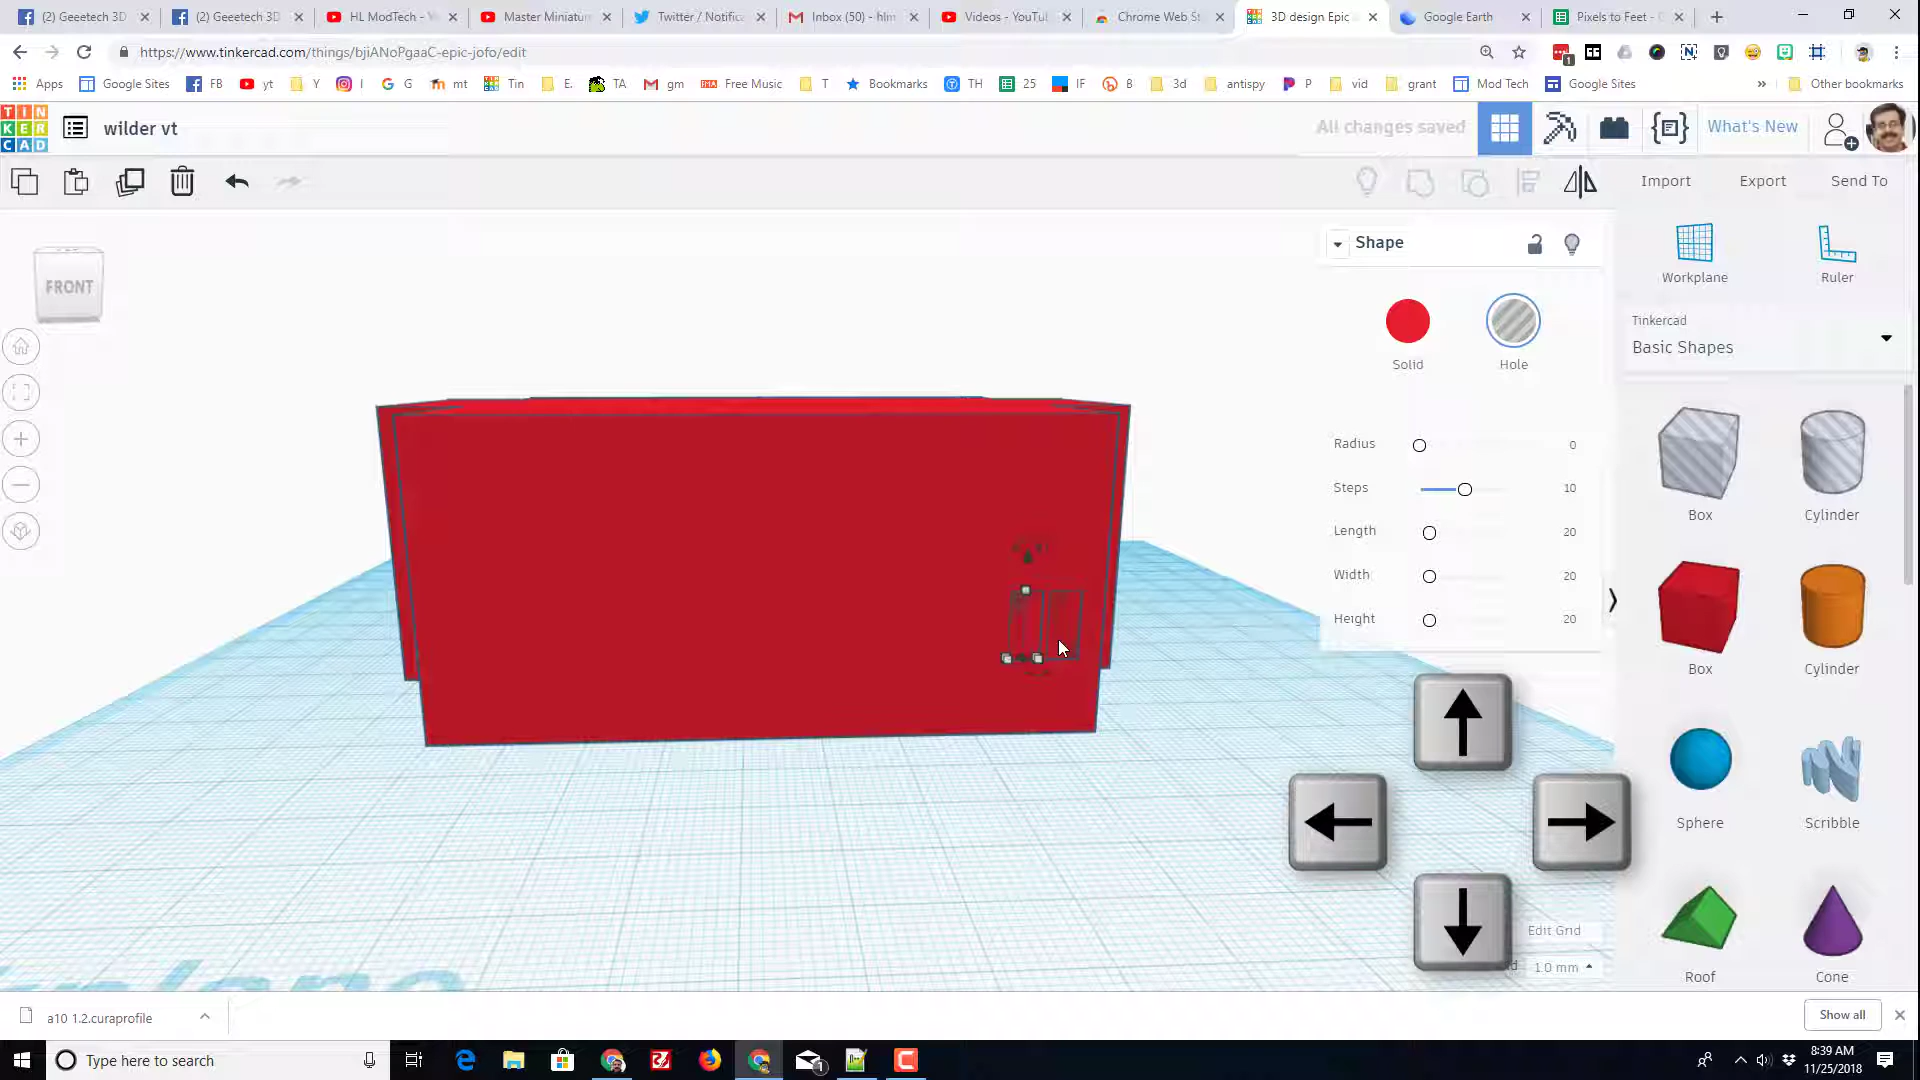 (2) Geeetech 3D
(2) Geeetech 3D
HL ModTech - 
Master Miniatur
Twitter / Notifica
Inbox (50) - hlm
Videos - YouTu
Chrome Web St
3D design Epic
Google Earth
Pixels to Feet - G
https://www.tinkercad.com/things/bjiANoPgaaC-epic-jofo/edit
Apps Google Sites FB yt Y I G mt Tin E. TA gm Free Music T Bookmarks TH 25 IF B 3d antispy P vid grant Mod Tech Google Sites » Other bookmarks
TIN
KER
CAD
wilder vt
All changes saved
What's New
Import Export Send To
FRONT
Shape
Solid
Hole
Radius 0
Steps 10
Length 20
Width 20
Height 20
Workplane
Ruler
Tinkercad
Basic Shapes
Box
Cylinder
Box
Cylinder
Sphere
Scribble
Roof
Cone
Edit Grid
1.0 mm
a10 1.2.curaprofile
Show all
Type here to search
8:39 AM
11/25/2018